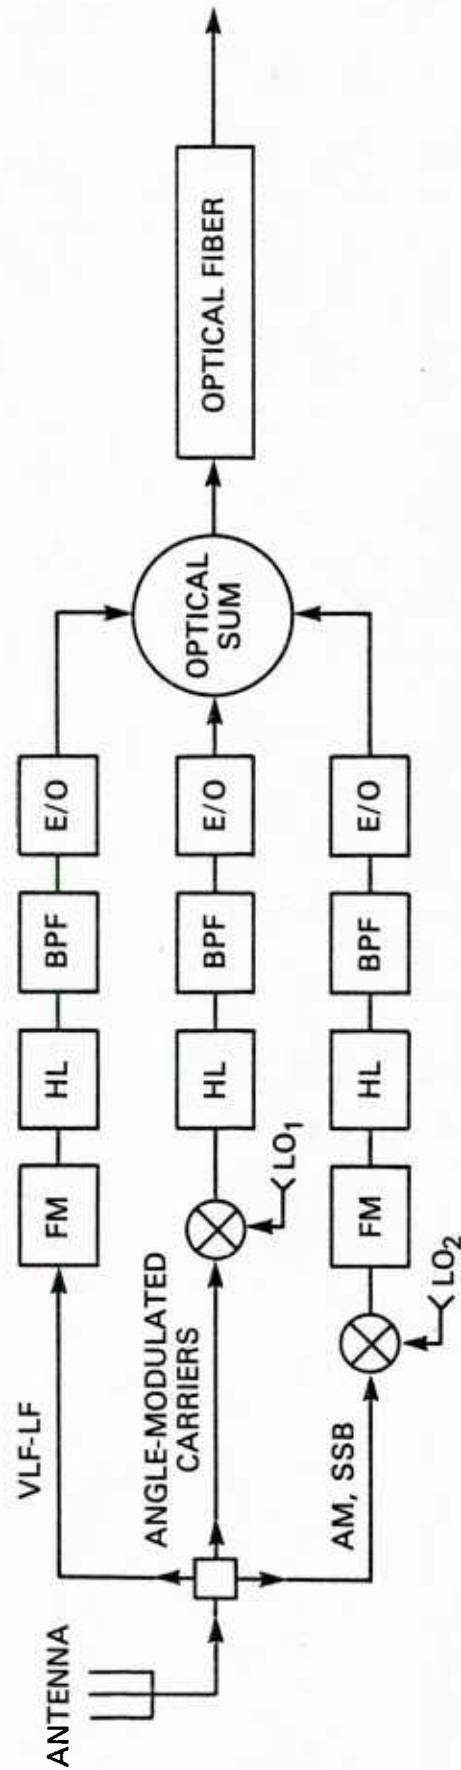 ANTENNA
VLF-LF
FM
HL
BPF
E/O
ANGLE-MODULATED
CARRIERS
LO1
HL
BPF
E/O
AM, SSB
LO2
FM
HL
BPF
E/O
OPTICAL
SUM
OPTICAL FIBER